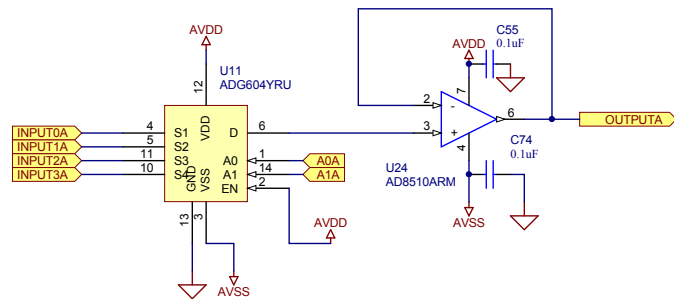 AVDD
C55
0.1uF
U11
ADG604YRU
AVDD
12
7
VDD
2
-
INPUT0A 4 S1 D 6 3 + 6 OUTPUTA
INPUT1A 5 S2
INPUT2A 11 S3 A0 1 A0A
INPUT3A 10 S4 A1 14 A1A
GND VSS EN 2
4
C74
0.1uF
U24
AD8510ARM
13 3
AVDD
AVSS
AVSS